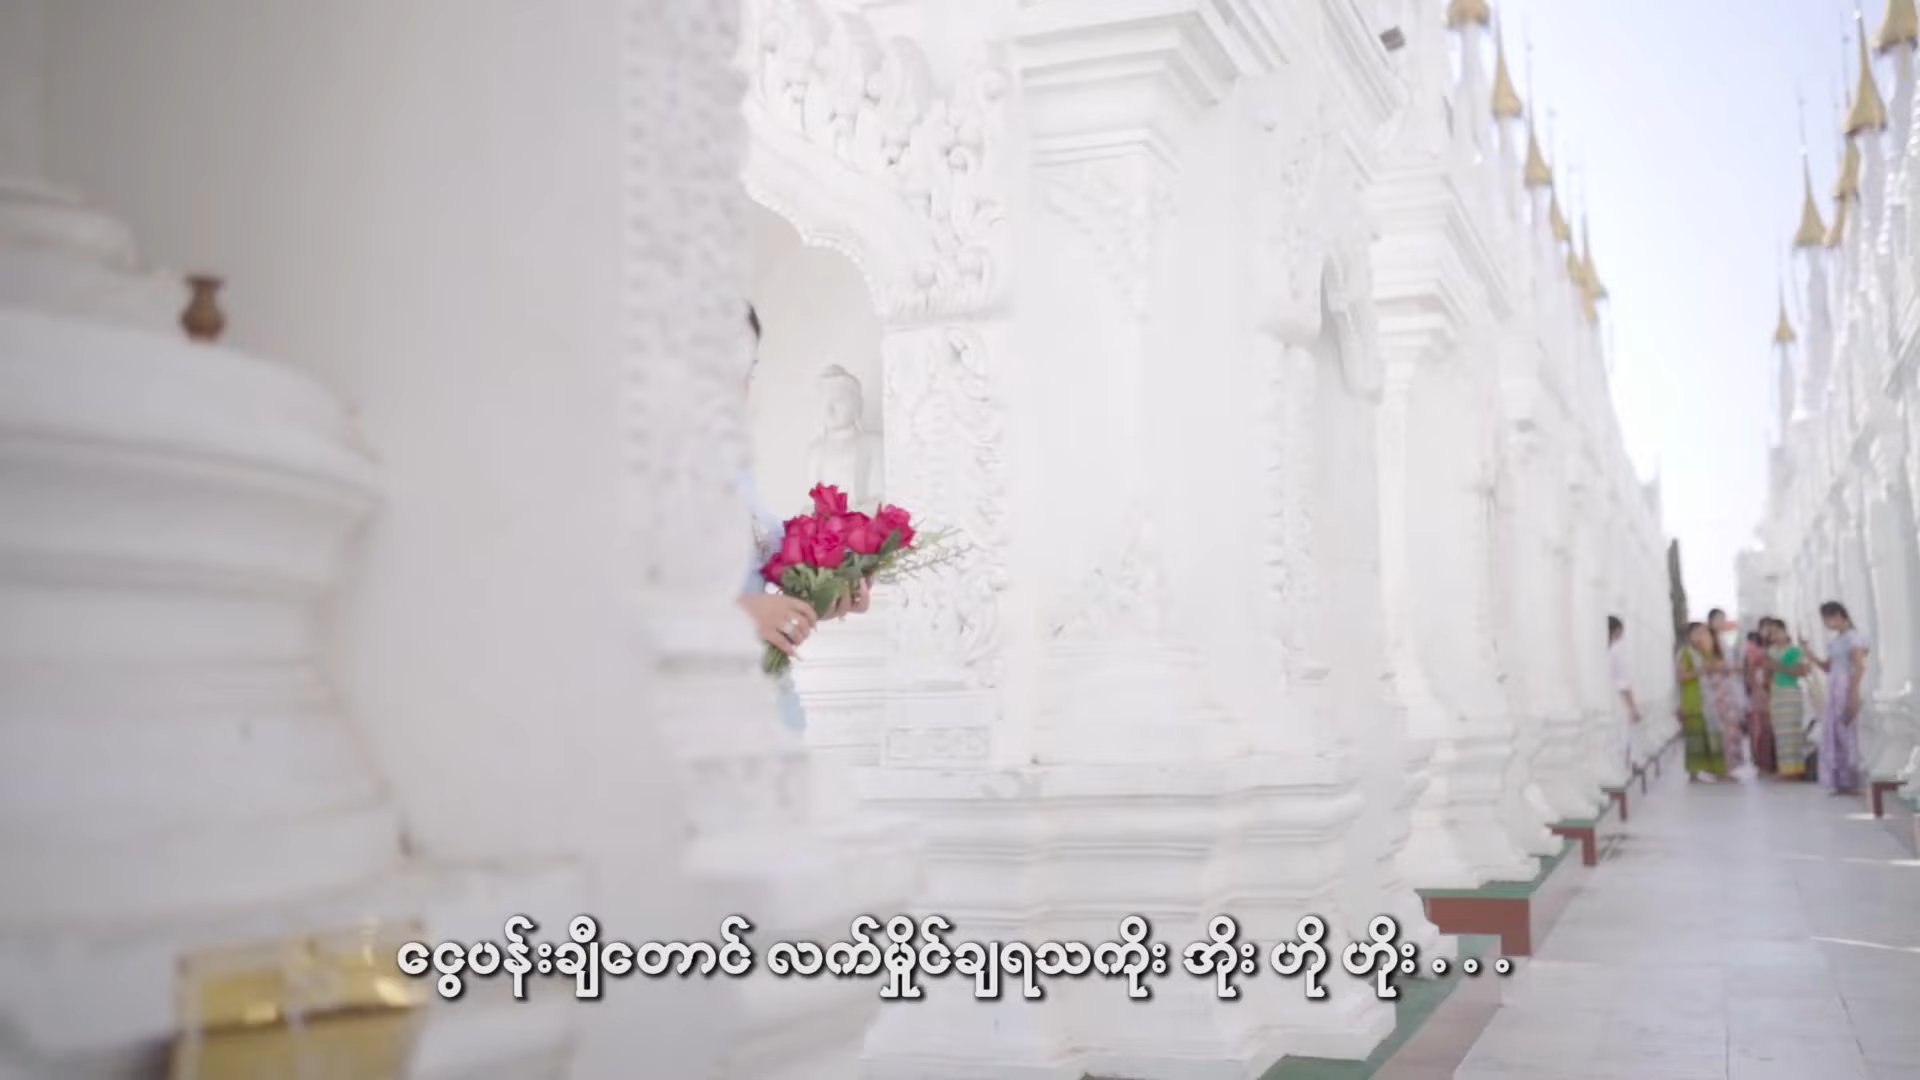 ငွေပန်းချီတောင် လက်မှိုင်ချရသကိုး အိုး ဟို ဟိုး . . .